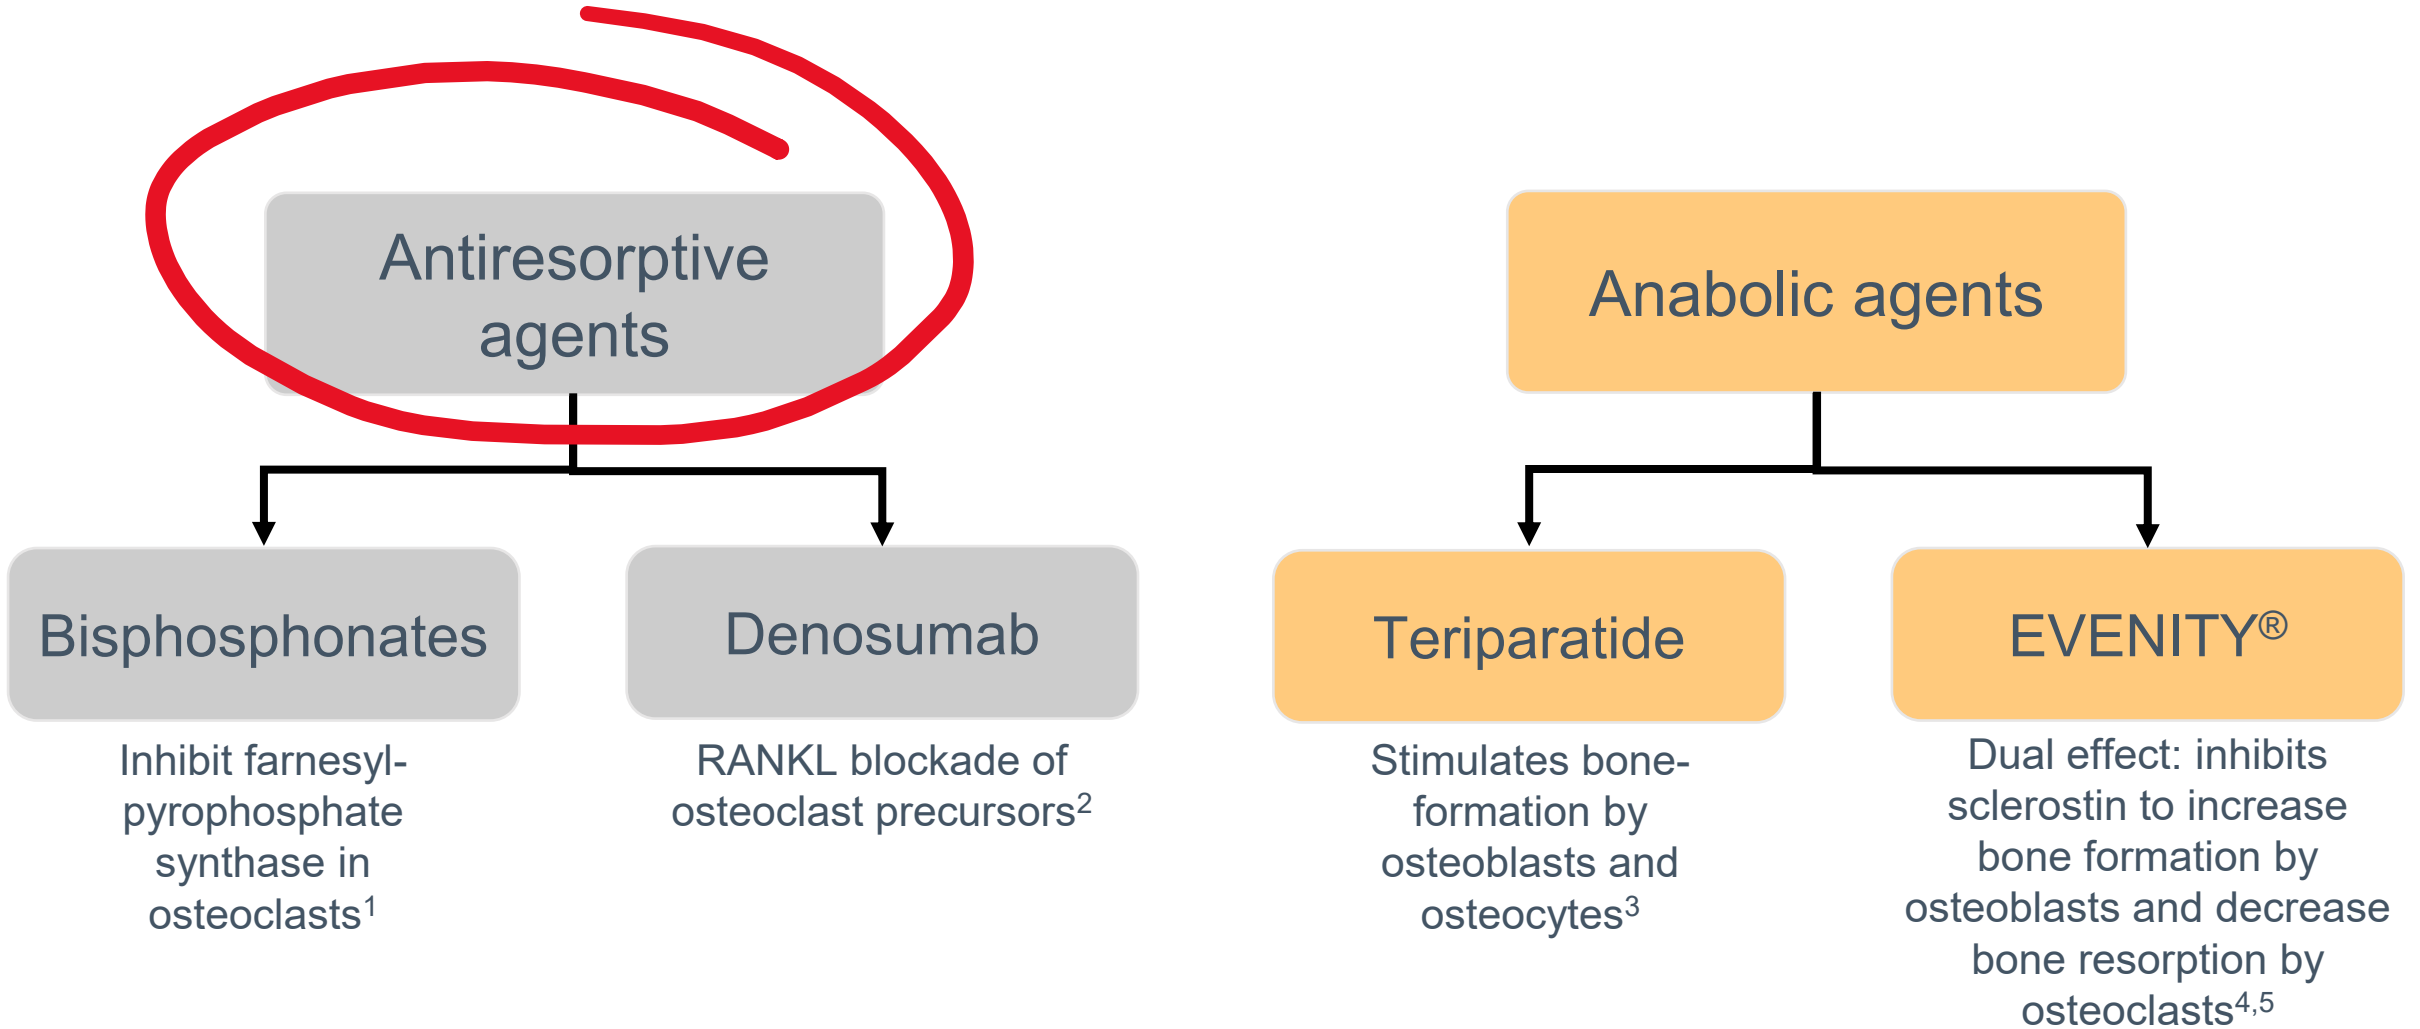 Antiresorptive
agents
Anabolic agents
Bisphosphonates
Denosumab
Teriparatide
EVENITY®
Inhibit farnesyl-
pyrophosphate
synthase in
osteoclasts1
RANKL blockade of
osteoclast precursors2
Stimulates bone-
formation by
osteoblasts and
osteocytes3
Dual effect: inhibits
sclerostin to increase
bone formation by
osteoblasts and decrease
bone resorption by
osteoclasts4,5